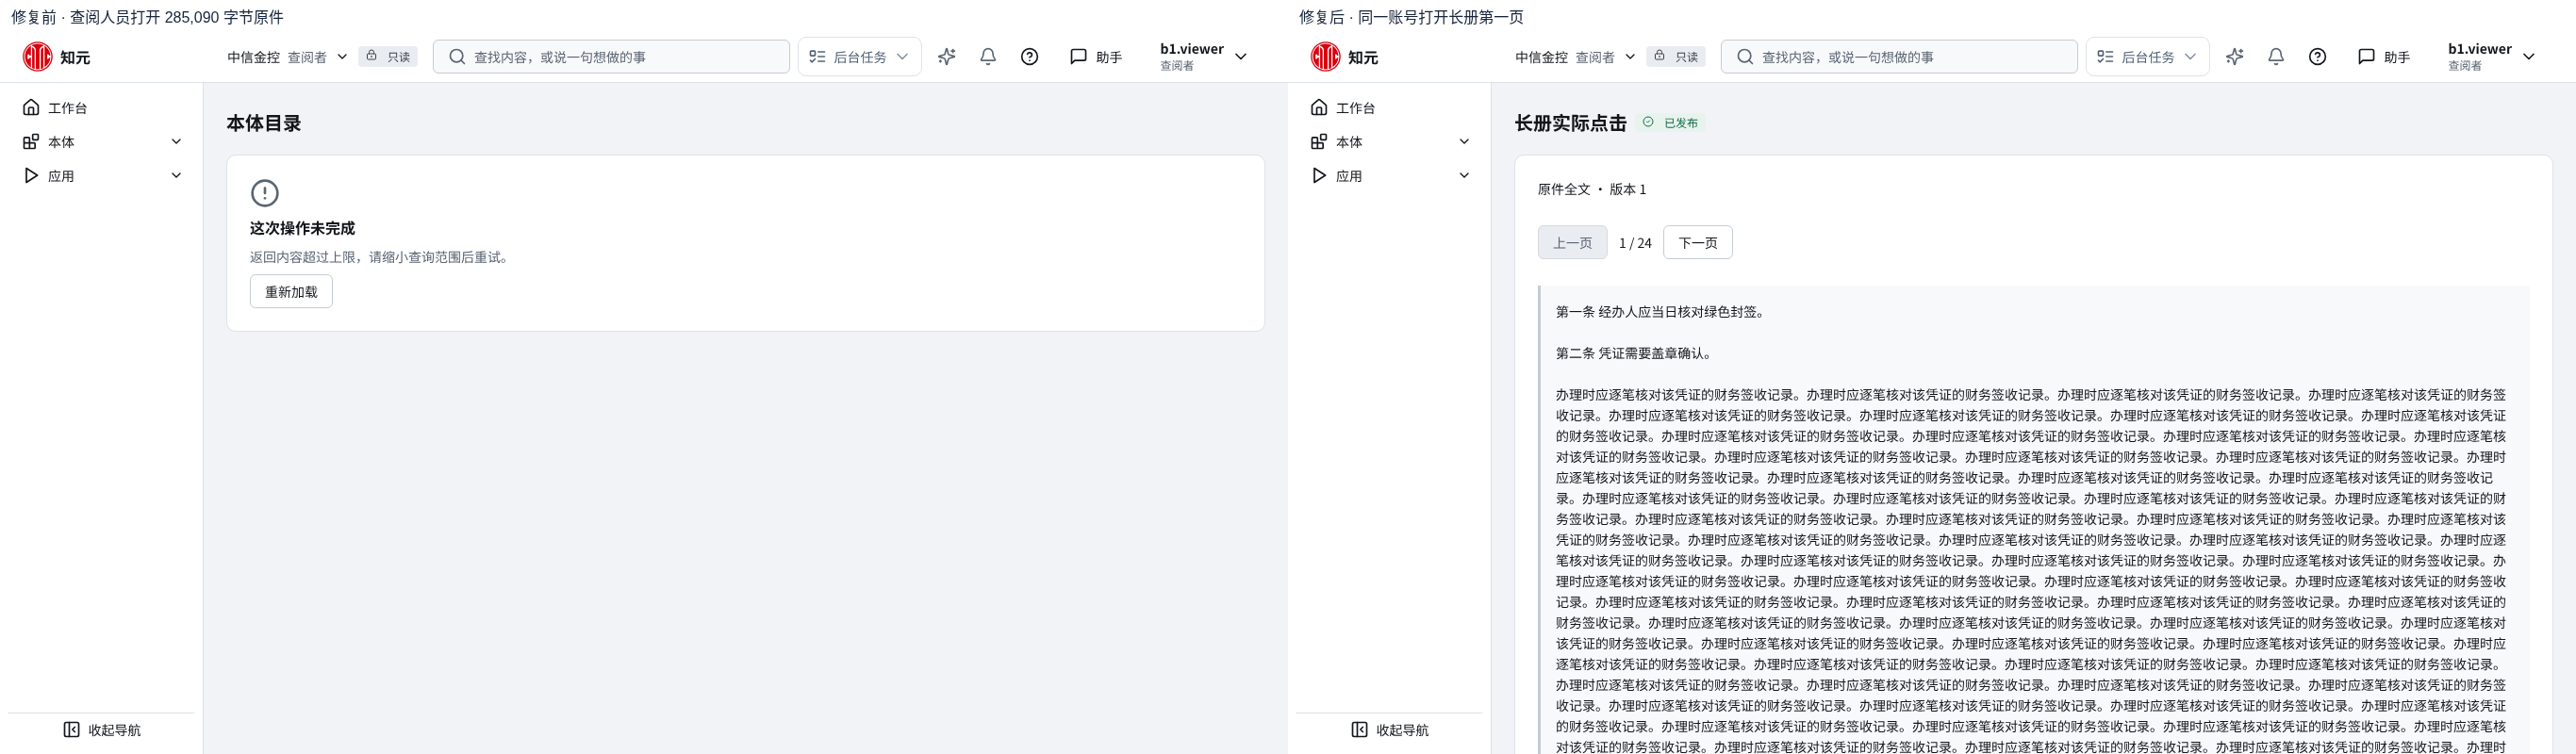 修复前 · 查阅人员打开 285,090 字节原件
知元
中信金控 查阅者 只读
查找内容，或说一句想做的事
后台任务
助手
b1.viewer
查阅者
工作台
本体
应用
本体目录
这次操作未完成
返回内容超过上限，请缩小查询范围后重试。
重新加载
收起导航
修复后 · 同一账号打开长册第一页
知元
中信金控 查阅者 只读
查找内容，或说一句想做的事
后台任务
助手
b1.viewer
查阅者
工作台
本体
应用
长册实际点击 已发布
原件全文 · 版本 1
上一页 1 / 24 下一页
第一条 经办人应当日核对绿色封签。
第二条 凭证需要盖章确认。
办理时应逐笔核对该凭证的财务签收记录。办理时应逐笔核对该凭证的财务签收记录。办理时应逐笔核对该凭证的财务签收记录。办理时应逐笔核对该凭证的财务签
收记录。办理时应逐笔核对该凭证的财务签收记录。办理时应逐笔核对该凭证的财务签收记录。办理时应逐笔核对该凭证的财务签收记录。办理时应逐笔核对该凭证
的财务签收记录。办理时应逐笔核对该凭证的财务签收记录。办理时应逐笔核对该凭证的财务签收记录。办理时应逐笔核对该凭证的财务签收记录。办理时应逐笔核
对该凭证的财务签收记录。办理时应逐笔核对该凭证的财务签收记录。办理时应逐笔核对该凭证的财务签收记录。办理时应逐笔核对该凭证的财务签收记录。办理时
应逐笔核对该凭证的财务签收记录。办理时应逐笔核对该凭证的财务签收记录。办理时应逐笔核对该凭证的财务签收记录。办理时应逐笔核对该凭证的财务签收记
录。办理时应逐笔核对该凭证的财务签收记录。办理时应逐笔核对该凭证的财务签收记录。办理时应逐笔核对该凭证的财务签收记录。办理时应逐笔核对该凭证的财
务签收记录。办理时应逐笔核对该凭证的财务签收记录。办理时应逐笔核对该凭证的财务签收记录。办理时应逐笔核对该凭证的财务签收记录。办理时应逐笔核对该
凭证的财务签收记录。办理时应逐笔核对该凭证的财务签收记录。办理时应逐笔核对该凭证的财务签收记录。办理时应逐笔核对该凭证的财务签收记录。办理时应逐
笔核对该凭证的财务签收记录。办理时应逐笔核对该凭证的财务签收记录。办理时应逐笔核对该凭证的财务签收记录。办理时应逐笔核对该凭证的财务签收记录。办
理时应逐笔核对该凭证的财务签收记录。办理时应逐笔核对该凭证的财务签收记录。办理时应逐笔核对该凭证的财务签收记录。办理时应逐笔核对该凭证的财务签收
记录。办理时应逐笔核对该凭证的财务签收记录。办理时应逐笔核对该凭证的财务签收记录。办理时应逐笔核对该凭证的财务签收记录。办理时应逐笔核对该凭证的
财务签收记录。办理时应逐笔核对该凭证的财务签收记录。办理时应逐笔核对该凭证的财务签收记录。办理时应逐笔核对该凭证的财务签收记录。办理时应逐笔核对
该凭证的财务签收记录。办理时应逐笔核对该凭证的财务签收记录。办理时应逐笔核对该凭证的财务签收记录。办理时应逐笔核对该凭证的财务签收记录。办理时应
逐笔核对该凭证的财务签收记录。办理时应逐笔核对该凭证的财务签收记录。办理时应逐笔核对该凭证的财务签收记录。办理时应逐笔核对该凭证的财务签收记录。
办理时应逐笔核对该凭证的财务签收记录。办理时应逐笔核对该凭证的财务签收记录。办理时应逐笔核对该凭证的财务签收记录。办理时应逐笔核对该凭证的财务签
收记录。办理时应逐笔核对该凭证的财务签收记录。办理时应逐笔核对该凭证的财务签收记录。办理时应逐笔核对该凭证的财务签收记录。办理时应逐笔核对该凭证
的财务签收记录。办理时应逐笔核对该凭证的财务签收记录。办理时应逐笔核对该凭证的财务签收记录。办理时应逐笔核对该凭证的财务签收记录。办理时应逐笔核
对该凭证的财务签收记录。办理时应逐笔核对该凭证的财务签收记录。办理时应逐笔核对该凭证的财务签收记录。办理时应逐笔核对该凭证的财务签收记录。办理时
收起导航